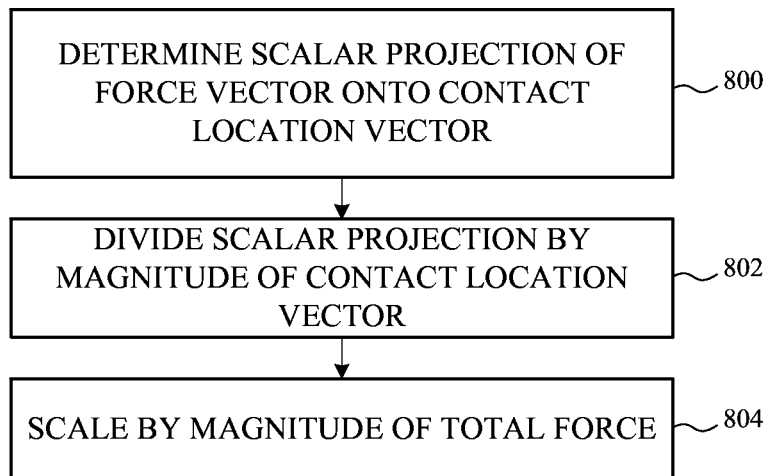 DETERMINE SCALAR PROJECTION OF
FORCE VECTOR ONTO CONTACT
LOCATION VECTOR
800
DIVIDE SCALAR PROJECTION BY
MAGNITUDE OF CONTACT LOCATION
VECTOR
802
SCALE BY MAGNITUDE OF TOTAL FORCE
804